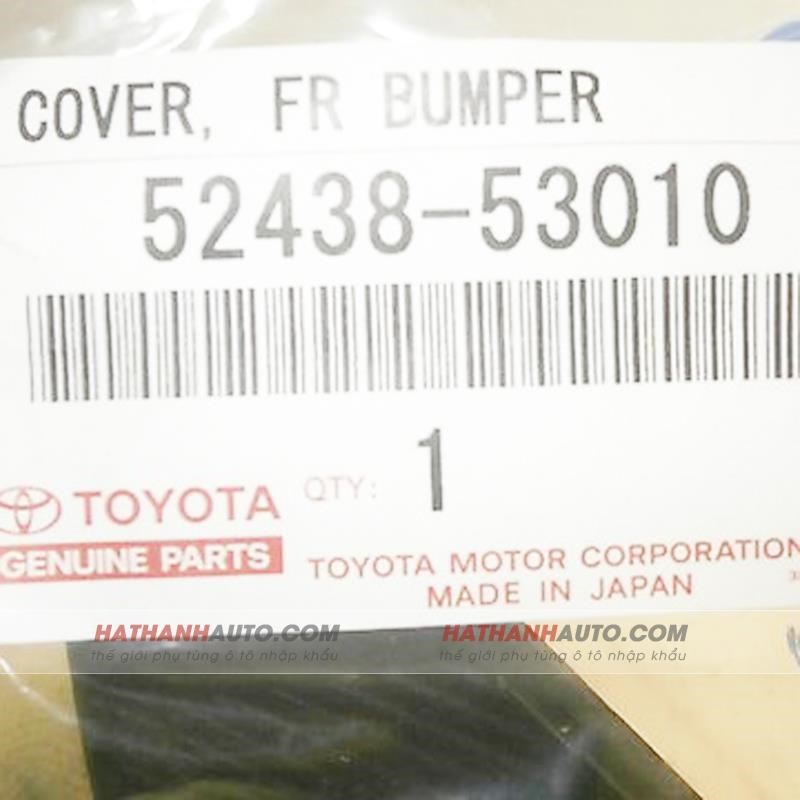 COVER, FR BUMPER
52438-53010
QTY: 1
TOYOTA
GENUINE PARTS
TOYOTA MOTOR CORPORATION
MADE IN JAPAN
HATHANHAUTO.COM HATHANHAUTO.COM
thế giới phụ tùng ô tô nhập khẩu thế giới phụ tùng ô tô nhập khẩu